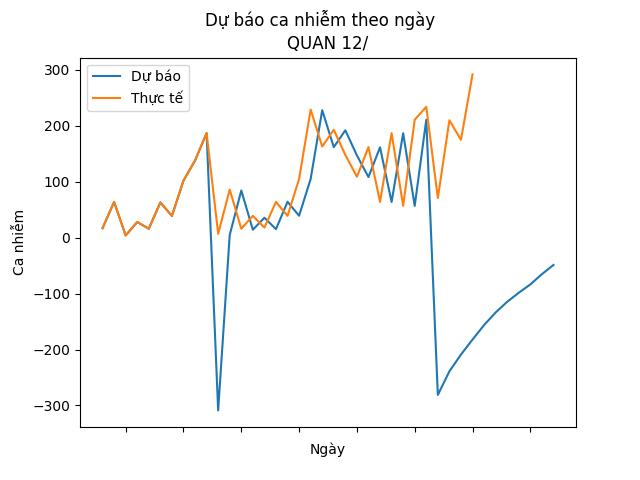 Dự báo ca nhiễm theo ngày
QUAN 12/
Dự báo
Thực tế
300
200
100
0
−100
−200
−300
Ca nhiễm
Ngày